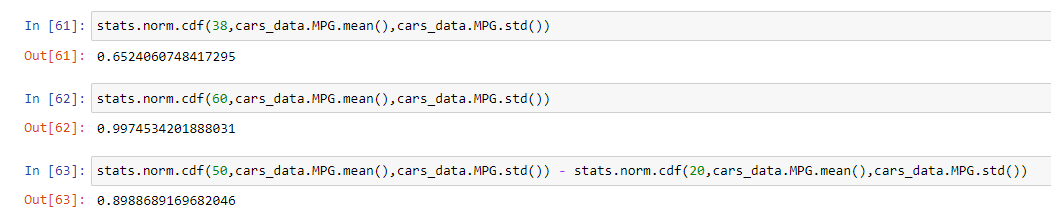 In [61]: stats.norm.cdf(38,cars_data.MPG.mean(),cars_data.MPG.std())
Out[61]: 0.6524060748417295
In [62]: stats.norm.cdf(60,cars_data.MPG.mean(),cars_data.MPG.std())
Out[62]: 0.9974534201888031
In [63]: stats.norm.cdf(50,cars_data.MPG.mean(),cars_data.MPG.std()) - stats.norm.cdf(20,cars_data.MPG.mean(),cars_data.MPG.std())
Out[63]: 0.8988689169682046